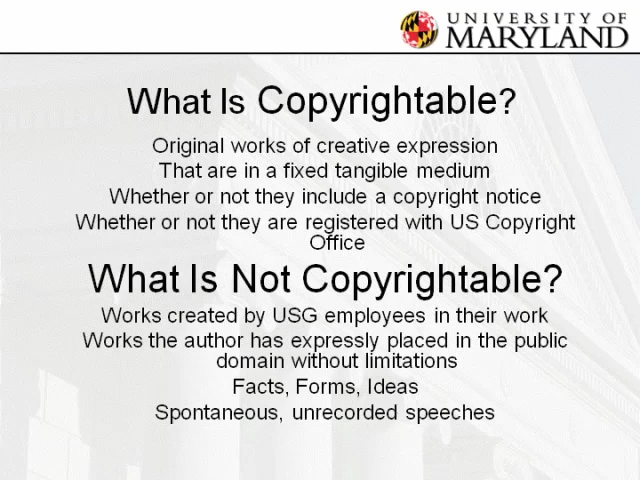 UNIVERSITY OF
MARYLAND
What Is Copyrightable?
Original works of creative expression
That are in a fixed tangible medium
Whether or not they include a copyright notice
Whether or not they are registered with US Copyright
Office
What Is Not Copyrightable?
Works created by USG employees in their work
Works the author has expressly placed in the public
domain without limitations
Facts, Forms, Ideas
Spontaneous, unrecorded speeches